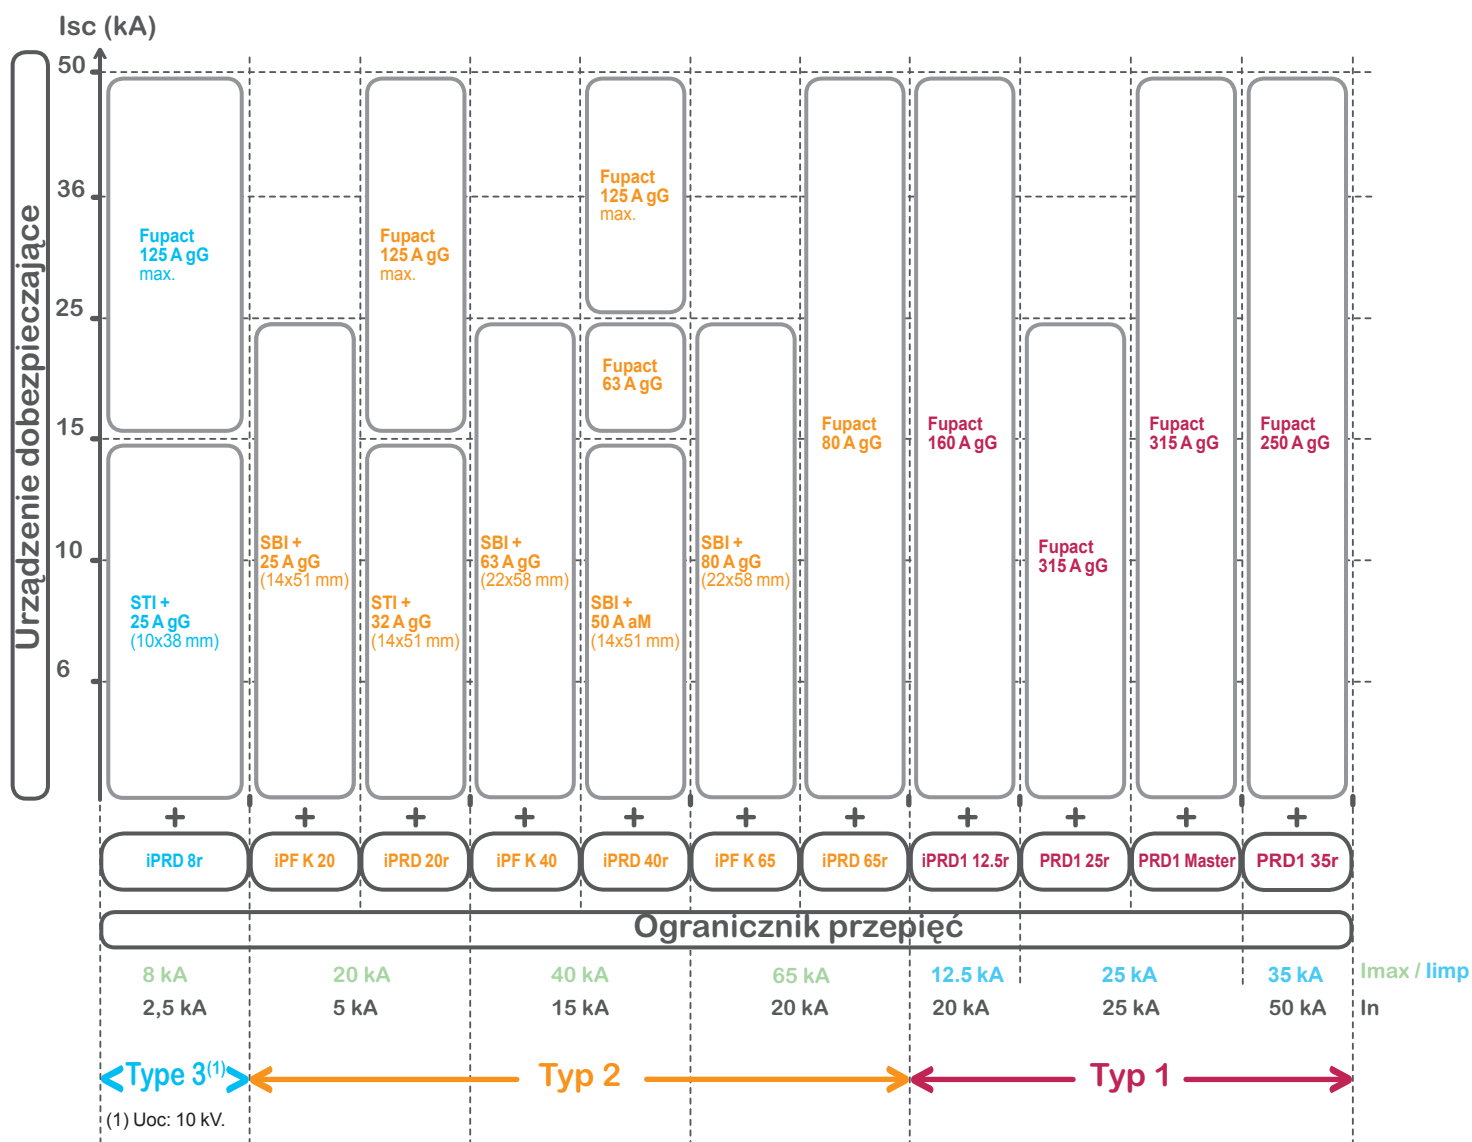 Isc (kA)
Urządzenie dobezpieczające
50
36
25
15
10
6
Fupact
125 A gG
max.
STI +
25 A gG
(10x38 mm)
SBI +
25 A gG
(14x51 mm)
Fupact
125 A gG
max.
STI +
32 A gG
(14x51 mm)
SBI +
63 A gG
(22x58 mm)
Fupact
125 A gG
max.
Fupact
63 A gG
SBI +
50 A aM
(14x51 mm)
SBI +
80 A gG
(22x58 mm)
Fupact
80 A gG
Fupact
160 A gG
Fupact
315 A gG
Fupact
315 A gG
Fupact
250 A gG
+ + + + + + + + + + +
iPRD 8r iPF K 20 iPRD 20r iPF K 40 iPRD 40r iPF K 65 iPRD 65r iPRD1 12.5r PRD1 25r PRD1 Master PRD1 35r
Ogranicznik przepięć
8 kA 20 kA 40 kA 65 kA 12.5 kA 25 kA 35 kA Imax / Iimp
2,5 kA 5 kA 15 kA 20 kA 20 kA 25 kA 50 kA In
Type 3(1) Typ 2 Typ 1
(1) Uoc: 10 kV.